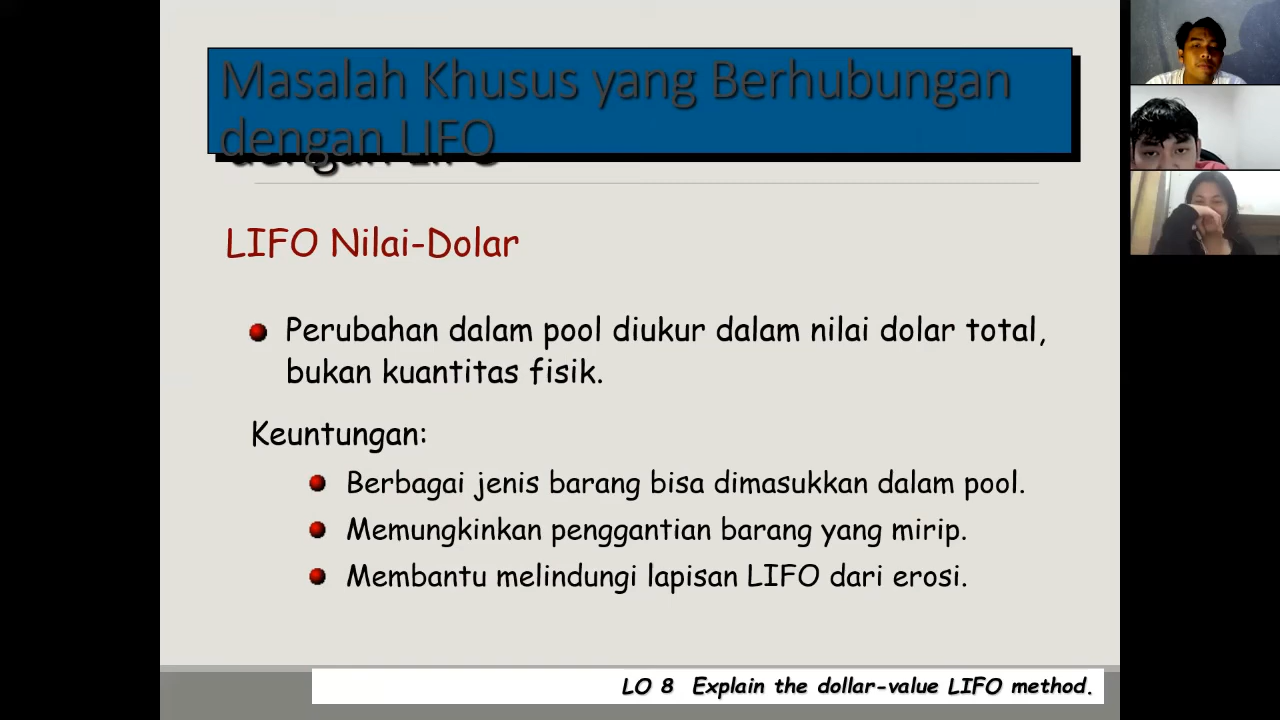 Masalah Khusus yang Berhubungan
dengan LIFO
LIFO Nilai-Dolar
Perubahan dalam pool diukur dalam nilai dolar total,
bukan kuantitas fisik.
Keuntungan:
Berbagai jenis barang bisa dimasukkan dalam pool.
Memungkinkan penggantian barang yang mirip.
Membantu melindungi lapisan LIFO dari erosi.
LO 8 Explain the dollar-value LIFO method.